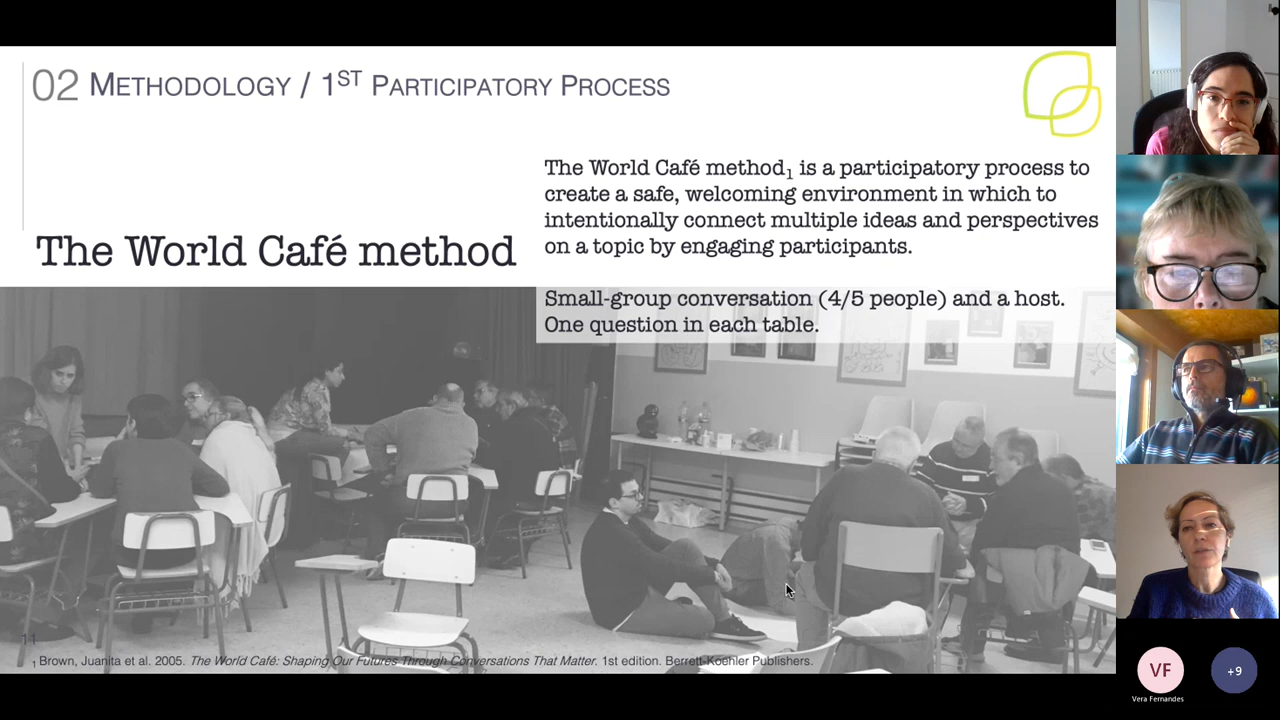 02 METHODOLOGY / 1ST PARTICIPATORY PROCESS
The World Café method
The World Café method1 is a participatory process to
create a safe, welcoming environment in which to
intentionally connect multiple ideas and perspectives
on a topic by engaging participants.
Small-group conversation (4/5 people) and a host.
One question in each table.
11
1 Brown, Juanita et al. 2005. The World Café: Shaping Our Futures Through Conversations That Matter. 1st edition. Berrett-Koehler Publishers.
VF
Vera Fernandes
+9